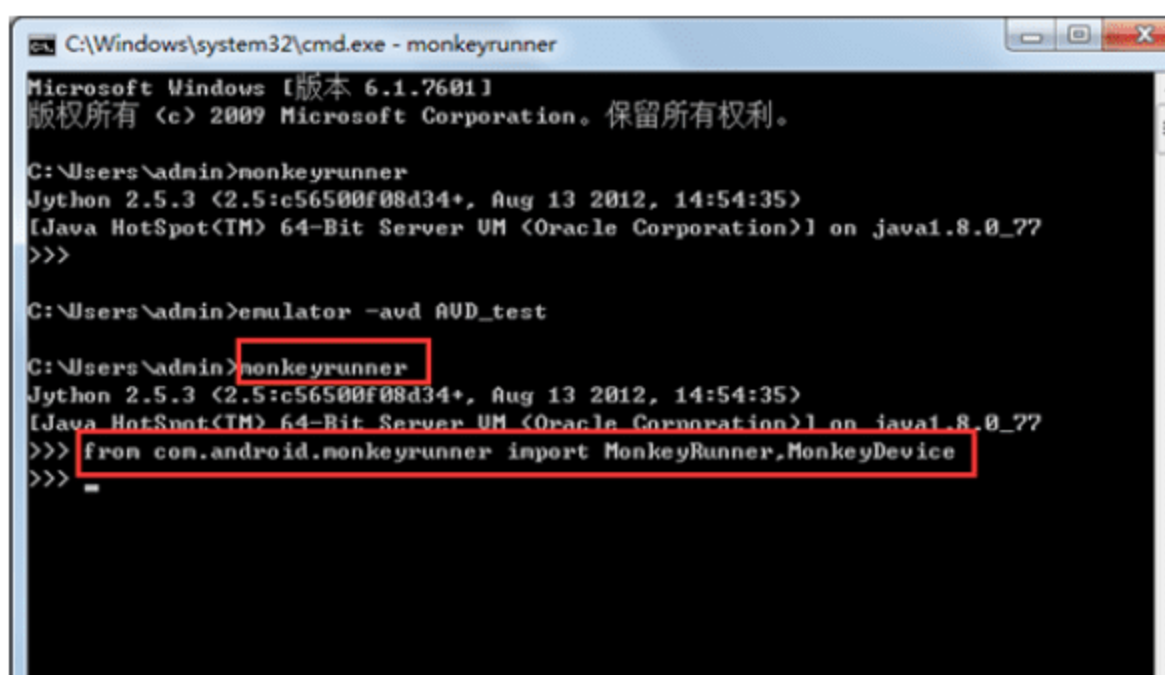 C:\Windows\system32\cmd.exe - monkeyrunner
Microsoft Windows [版本 6.1.7601]
版权所有 (c) 2009 Microsoft Corporation。保留所有权利。
C:\Users\admin>monkeyrunner
Jython 2.5.3 (2.5:c56500f08d34+, Aug 13 2012, 14:54:35)
[Java HotSpot(TM) 64-Bit Server VM (Oracle Corporation)] on java1.8.0_77
>>>
C:\Users\admin>emulator -avd AVD_test
C:\Users\admin>monkeyrunner
Jython 2.5.3 (2.5:c56500f08d34+, Aug 13 2012, 14:54:35)
[Java HotSpot(TM) 64-Bit Server VM (Oracle Corporation)] on java1.8.0_77
>>> from com.android.monkeyrunner import MonkeyRunner,MonkeyDevice
>>>